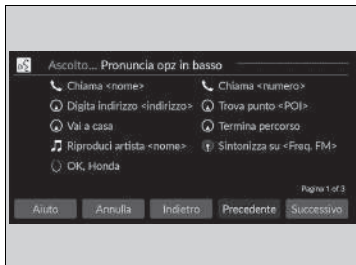 Ascolto... Pronuncia opz in basso
Chiama <nome> Chiama <numero>
Digita indirizzo <indirizzo> Trova punto <POI>
Vai a casa Termina percorso
Riproduci artista <nome> Sintonizza su <Freq. FM>
OK, Honda
Pagina 1 of 3
Aiuto Annulla Indietro Precedente Successivo